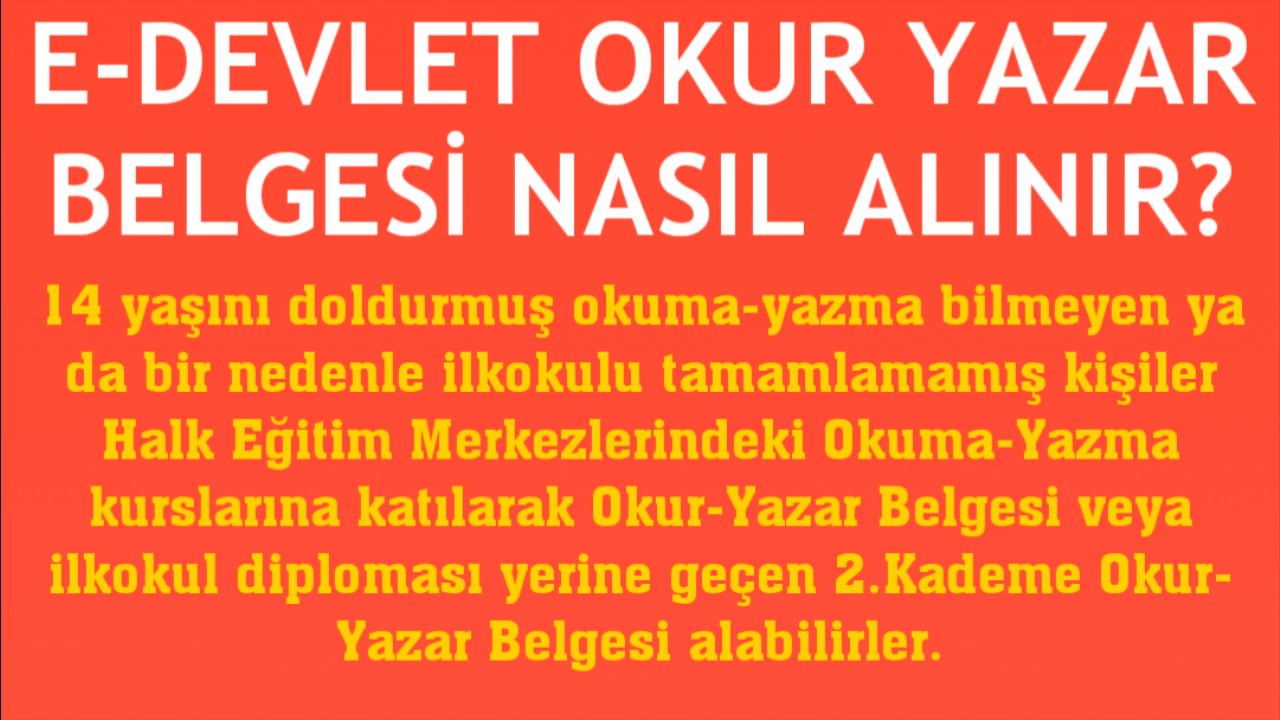 E-DEVLET OKUR YAZAR
BELGESİ NASIL ALINIR?
14 yaşını doldurmuş okuma-yazma bilmeyen ya
da bir nedenle ilkokulu tamamlamamış kişiler
Halk Eğitim Merkezlerindeki Okuma-Yazma
kurslarına katılarak Okur-Yazar Belgesi veya
ilkokul diploması yerine geçen 2.Kademe Okur-
Yazar Belgesi alabilirler.